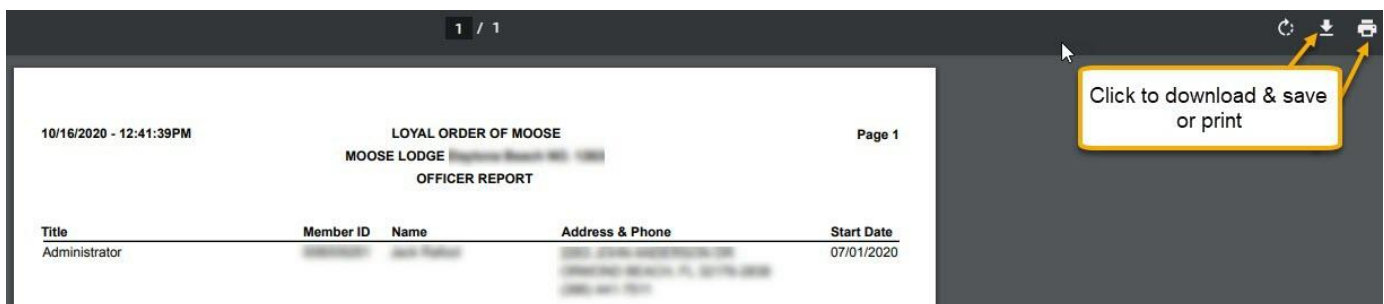 1 / 1
Click to download & save
or print
10/16/2020 - 12:41:39PM LOYAL ORDER OF MOOSE Page 1
MOOSE LODGE
OFFICER REPORT
Title Member ID Name Address & Phone Start Date
Administrator 07/01/2020